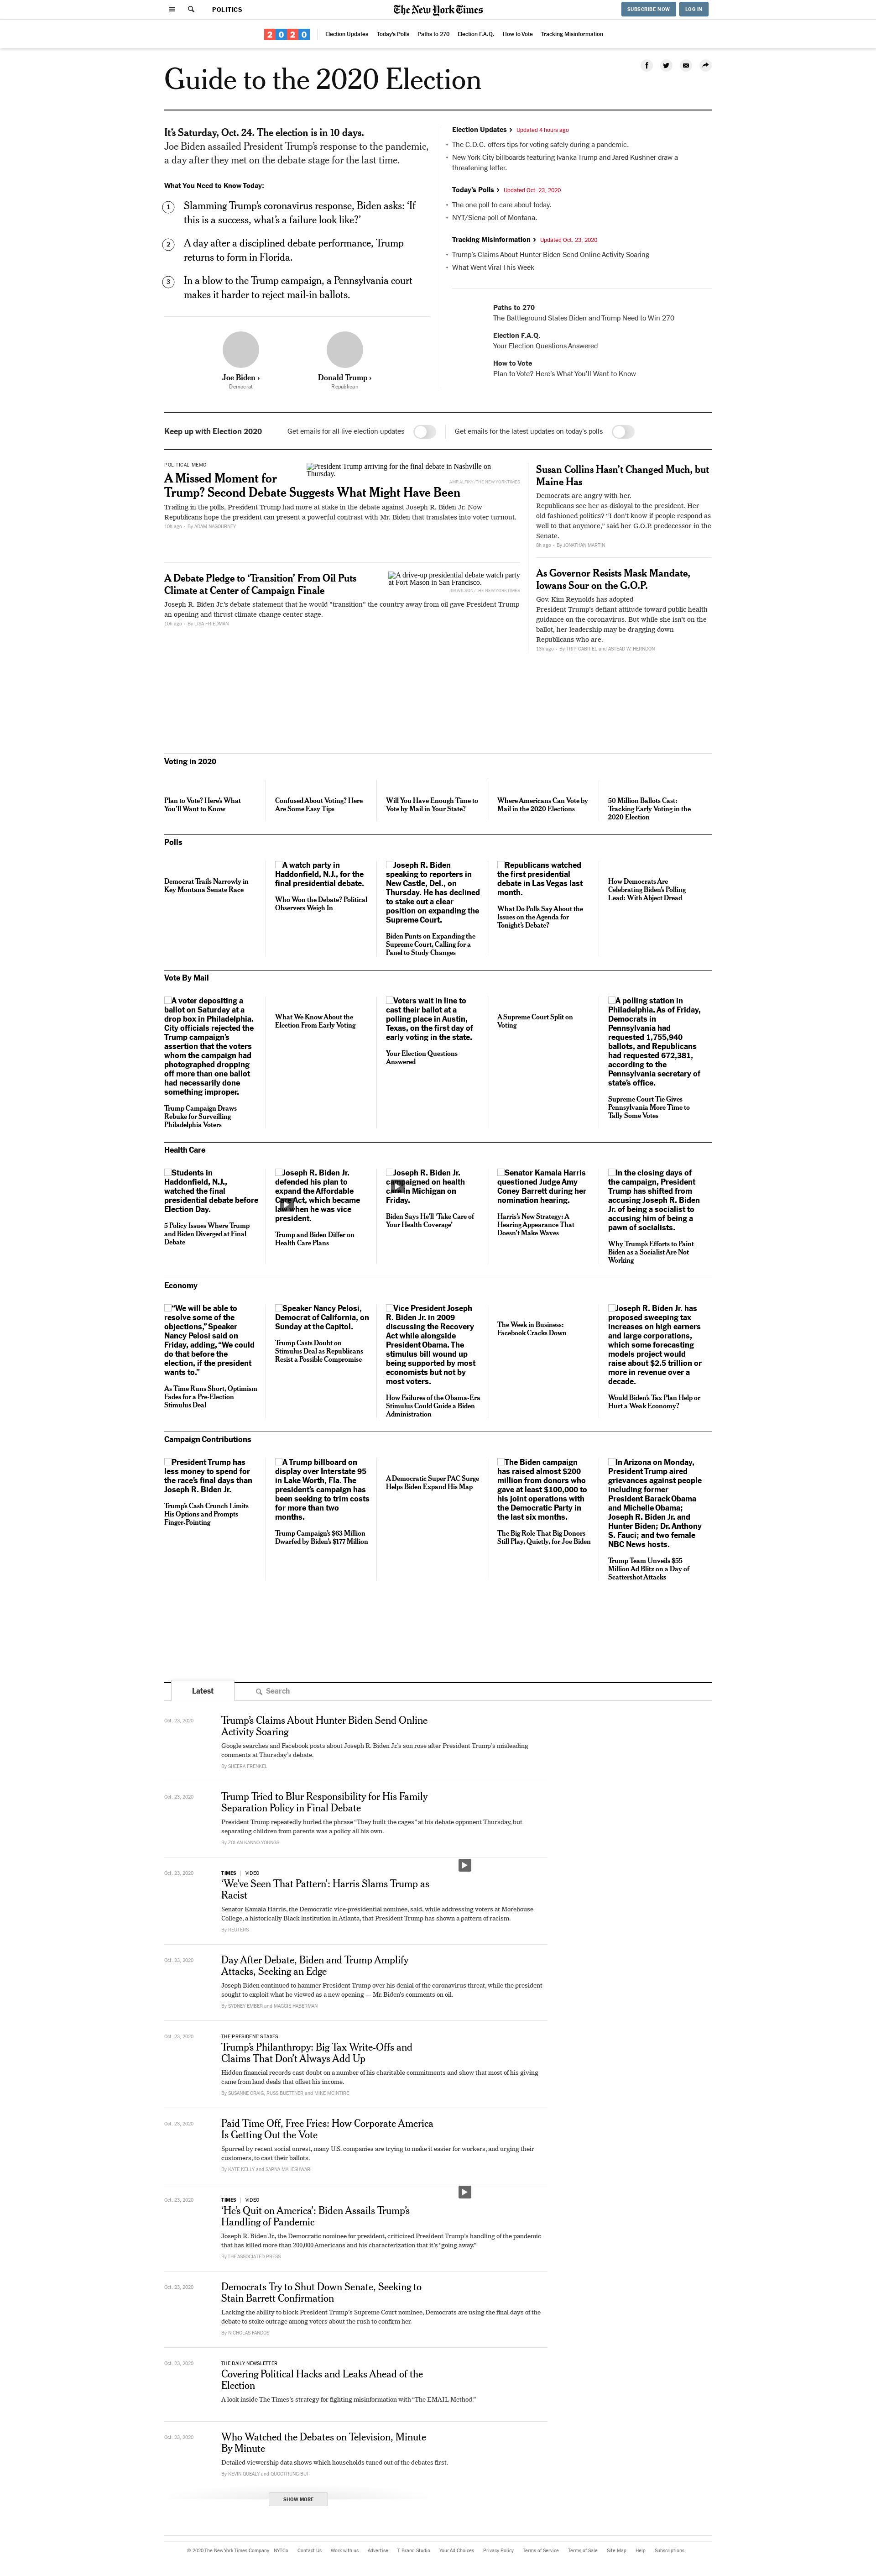 POLITICS
The New York Times
SUBSCRIBE NOW
LOG IN
2020
Election Updates
Today's Polls
Paths to 270
Election F.A.Q.
How to Vote
Tracking Misinformation
Guide to the 2020 Election
It's Saturday, Oct. 24. The election is in 10 days.
Joe Biden assailed President Trump's response to the pandemic,
a day after they met on the debate stage for the last time.
What You Need to Know Today:
1
Slamming Trump's coronavirus response, Biden asks: 'If
this is a success, what's a failure look like?'
2
A day after a disciplined debate performance, Trump
returns to form in Florida.
3
In a blow to the Trump campaign, a Pennsylvania court
makes it harder to reject mail-in ballots.
Joe Biden ›
Democrat
Donald Trump ›
Republican
Election Updates › Updated 4 hours ago
• The C.D.C. offers tips for voting safely during a pandemic.
• New York City billboards featuring Ivanka Trump and Jared Kushner draw a
threatening letter.
Today's Polls › Updated Oct. 23, 2020
• The one poll to care about today.
• NYT/Siena poll of Montana.
Tracking Misinformation › Updated Oct. 23, 2020
• Trump's Claims About Hunter Biden Send Online Activity Soaring
• What Went Viral This Week
Paths to 270
The Battleground States Biden and Trump Need to Win 270
Election F.A.Q.
Your Election Questions Answered
How to Vote
Plan to Vote? Here's What You'll Want to Know
Keep up with Election 2020
Get emails for all live election updates
Get emails for the latest updates on today's polls
POLITICAL MEMO
A Missed Moment for
Trump? Second Debate Suggests What Might Have Been
President Trump arriving for the final debate in Nashville on
Thursday.
Trailing in the polls, President Trump had more at stake in the debate against Joseph R. Biden Jr. Now
Republicans hope the president can present a powerful contrast with Mr. Biden that translates into voter turnout.
10h ago · By ADAM NAGOURNEY
A Debate Pledge to 'Transition' From Oil Puts
Climate at Center of Campaign Finale
A drive-up presidential debate watch party
at Fort Mason in San Francisco.
Joseph R. Biden Jr.'s debate statement that he would "transition" the country away from oil gave President Trump
an opening and thrust climate change center stage.
10h ago · By LISA FRIEDMAN
Susan Collins Hasn't Changed Much, but
Maine Has
Democrats are angry with her.
Republicans see her as disloyal to the president. Her
old-fashioned politics? "I don't know if people respond as
well to that anymore," said her G.O.P. predecessor in the
Senate.
8h ago · By JONATHAN MARTIN
As Governor Resists Mask Mandate,
Iowans Sour on the G.O.P.
Gov. Kim Reynolds has adopted
President Trump's defiant attitude toward public health
guidance on the coronavirus. But while she isn't on the
ballot, her leadership may be dragging down
Republicans who are.
13h ago · By TRIP GABRIEL and ASTEAD W. HERNDON
Voting in 2020
Plan to Vote? Here's What
You'll Want to Know
Confused About Voting? Here
Are Some Easy Tips
Will You Have Enough Time to
Vote by Mail in Your State?
Where Americans Can Vote by
Mail in the 2020 Elections
50 Million Ballots Cast:
Tracking Early Voting in the
2020 Election
Polls
Democrat Trails Narrowly in
Key Montana Senate Race
A watch party in
Haddonfield, N.J., for the
final presidential debate.
Who Won the Debate? Political
Observers Weigh In
Joseph R. Biden
speaking to reporters in
New Castle, Del., on
Thursday. He has declined
to stake out a clear
position on expanding the
Supreme Court.
Biden Punts on Expanding the
Supreme Court, Calling for a
Panel to Study Changes
Republicans watched
the first presidential
debate in Las Vegas last
month.
What Do Polls Say About the
Issues on the Agenda for
Tonight's Debate?
How Democrats Are
Celebrating Biden's Polling
Lead: With Abject Dread
Vote By Mail
A voter depositing a
ballot on Saturday at a
drop box in Philadelphia.
City officials rejected the
Trump campaign's
assertion that the voters
whom the campaign had
photographed dropping
off more than one ballot
had necessarily done
something improper.
Trump Campaign Draws
Rebuke for Surveilling
Philadelphia Voters
What We Know About the
Election From Early Voting
Voters wait in line to
cast their ballot at a
polling place in Austin,
Texas, on the first day of
early voting in the state.
Your Election Questions
Answered
A Supreme Court Split on
Voting
A polling station in
Philadelphia. As of Friday,
Democrats in
Pennsylvania had
requested 1,755,940
ballots, and Republicans
had requested 672,381,
according to the
Pennsylvania secretary of
state's office.
Supreme Court Tie Gives
Pennsylvania More Time to
Tally Some Votes
Health Care
Students in
Haddonfield, N.J.,
watched the final
presidential debate before
Election Day.
5 Policy Issues Where Trump
and Biden Diverged at Final
Debate
Joseph R. Biden Jr.
defended his plan to
expand the Affordable
Act, which became
when he was vice
president.
Trump and Biden Differ on
Health Care Plans
Joseph R. Biden Jr.
on health
in Michigan on
Friday.
Biden Says He'll 'Take Care of
Your Health Coverage'
Senator Kamala Harris
questioned Judge Amy
Coney Barrett during her
nomination hearing.
Harris's New Strategy: A
Hearing Appearance That
Doesn't Make Waves
In the closing days of
the campaign, President
Trump has shifted from
accusing Joseph R. Biden
Jr. of being a socialist to
accusing him of being a
pawn of socialists.
Why Trump's Efforts to Paint
Biden as a Socialist Are Not
Working
Economy
"We will be able to
resolve some of the
objections," Speaker
Nancy Pelosi said on
Friday, adding, "We could
do that before the
election, if the president
wants to."
As Time Runs Short, Optimism
Fades for a Pre-Election
Stimulus Deal
Speaker Nancy Pelosi,
Democrat of California, on
Sunday at the Capitol.
Trump Casts Doubt on
Stimulus Deal as Republicans
Resist a Possible Compromise
Vice President Joseph
R. Biden Jr. in 2009
discussing the Recovery
Act while alongside
President Obama. The
stimulus bill wound up
being supported by most
economists but not by
most voters.
How Failures of the Obama-Era
Stimulus Could Guide a Biden
Administration
The Week in Business:
Facebook Cracks Down
Joseph R. Biden Jr. has
proposed sweeping tax
increases on high earners
and large corporations,
which some forecasting
models project would
raise about $2.5 trillion or
more in revenue over a
decade.
Would Biden's Tax Plan Help or
Hurt a Weak Economy?
Campaign Contributions
President Trump has
less money to spend for
the race's final days than
Joseph R. Biden Jr.
Trump's Cash Crunch Limits
His Options and Prompts
Finger-Pointing
A Trump billboard on
display over Interstate 95
in Lake Worth, Fla. The
president's campaign has
been seeking to trim costs
for more than two
months.
Trump Campaign's $63 Million
Dwarfed by Biden's $177 Million
A Democratic Super PAC Surge
Helps Biden Expand His Map
The Biden campaign
has raised almost $200
million from donors who
gave at least $100,000 to
his joint operations with
the Democratic Party in
the last six months.
The Big Role That Big Donors
Still Play, Quietly, for Joe Biden
In Arizona on Monday,
President Trump aired
grievances against people
including former
President Barack Obama
and Michelle Obama;
Joseph R. Biden Jr. and
Hunter Biden; Dr. Anthony
S. Fauci; and two female
NBC News hosts.
Trump Team Unveils $55
Million Ad Blitz on a Day of
Scattershot Attacks
Latest
Search
Oct. 23, 2020
Trump's Claims About Hunter Biden Send Online
Activity Soaring
Google searches and Facebook posts about Joseph R. Biden Jr.'s son rose after President Trump's misleading
comments at Thursday's debate.
By SHEERA FRENKEL
Oct. 23, 2020
Trump Tried to Blur Responsibility for His Family
Separation Policy in Final Debate
President Trump repeatedly hurled the phrase "They built the cages" at his debate opponent Thursday, but
separating children from parents was a policy all his own.
By ZOLAN KANNO-YOUNGS
Oct. 23, 2020
TIMES | VIDEO
'We've Seen That Pattern': Harris Slams Trump as
Racist
Senator Kamala Harris, the Democratic vice-presidential nominee, said, while addressing voters at Morehouse
College, a historically Black institution in Atlanta, that President Trump has shown a pattern of racism.
By REUTERS
Oct. 23, 2020
Day After Debate, Biden and Trump Amplify
Attacks, Seeking an Edge
Joseph Biden continued to hammer President Trump over his denial of the coronavirus threat, while the president
sought to exploit what he viewed as a new opening — Mr. Biden's comments on oil.
By SYDNEY EMBER and MAGGIE HABERMAN
Oct. 23, 2020
THE PRESIDENT'S TAXES
Trump's Philanthropy: Big Tax Write-Offs and
Claims That Don't Always Add Up
Hidden financial records cast doubt on a number of his charitable commitments and show that most of his giving
came from land deals that offset his income.
By SUSANNE CRAIG, RUSS BUETTNER and MIKE McINTIRE
Oct. 23, 2020
Paid Time Off, Free Fries: How Corporate America
Is Getting Out the Vote
Spurred by recent social unrest, many U.S. companies are trying to make it easier for workers, and urging their
customers, to cast their ballots.
By KATE KELLY and SAPNA MAHESHWARI
Oct. 23, 2020
TIMES | VIDEO
'He's Quit on America': Biden Assails Trump's
Handling of Pandemic
Joseph R. Biden Jr., the Democratic nominee for president, criticized President Trump's handling of the pandemic
that has killed more than 200,000 Americans and his characterization that it's "going away."
By THE ASSOCIATED PRESS
Oct. 23, 2020
Democrats Try to Shut Down Senate, Seeking to
Stain Barrett Confirmation
Lacking the ability to block President Trump's Supreme Court nominee, Democrats are using the final days of the
debate to stoke outrage among voters about the rush to confirm her.
By NICHOLAS FANDOS
Oct. 23, 2020
THE DAILY NEWSLETTER
Covering Political Hacks and Leaks Ahead of the
Election
A look inside The Times's strategy for fighting misinformation with "The EMAIL Method."
Oct. 23, 2020
Who Watched the Debates on Television, Minute
By Minute
Detailed viewership data shows which households tuned out of the debates first.
By KEVIN QUEALY and QUOCTRUNG BUI
SHOW MORE
© 2020 The New York Times Company
NYTCo
Contact Us
Work with us
Advertise
T Brand Studio
Your Ad Choices
Privacy Policy
Terms of Service
Terms of Sale
Site Map
Help
Subscriptions